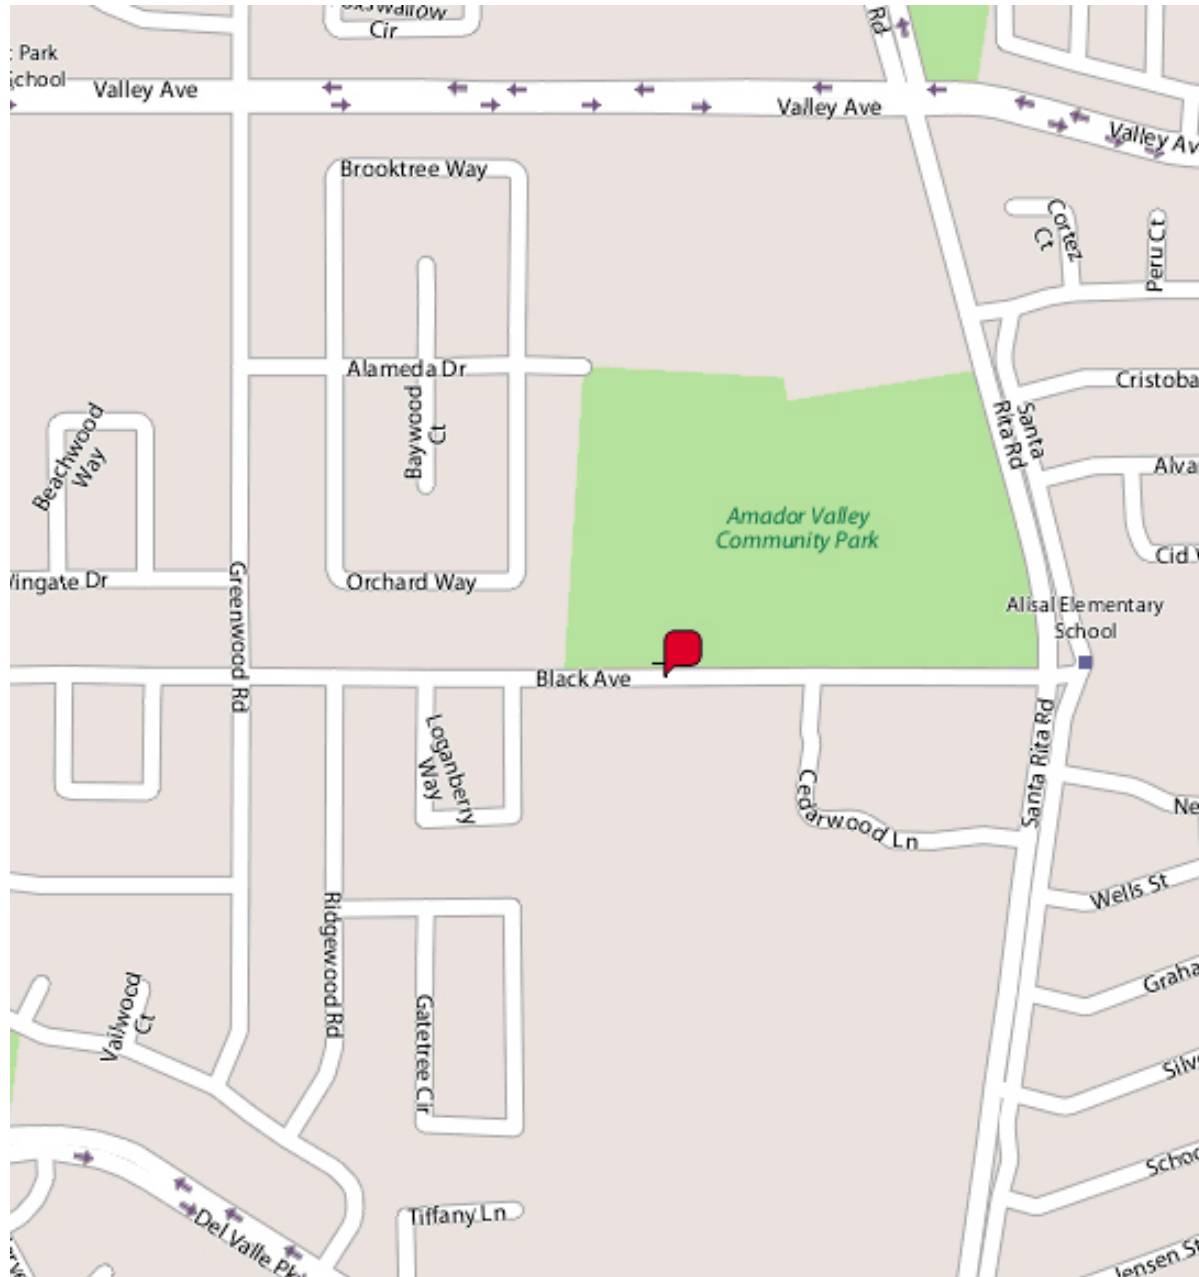 Cir
Park
School
Valley Ave
Rd
Valley Ave
Valley Av
Brooktree Way
Cortez
Ct
Peru Ct
Alameda Dr
Baywood
Ct
Cristoba
Santa
Rita Rd
Beachwood
Way
Alva
Amador Valley
Community Park
Cid
Orchard Way
Greenwood Rd
Dr
Alisal Elementary
School
Black Ave
Loganberry
Way
Santa Rita Rd
Cedarwood Ln
Ne
Wells St
Ridgewood Rd
Gatetree Cir
Vailwood
Ct
Graha
Silv
Schoo
Tiffany Ln
Del Valle Pk
Jensen St